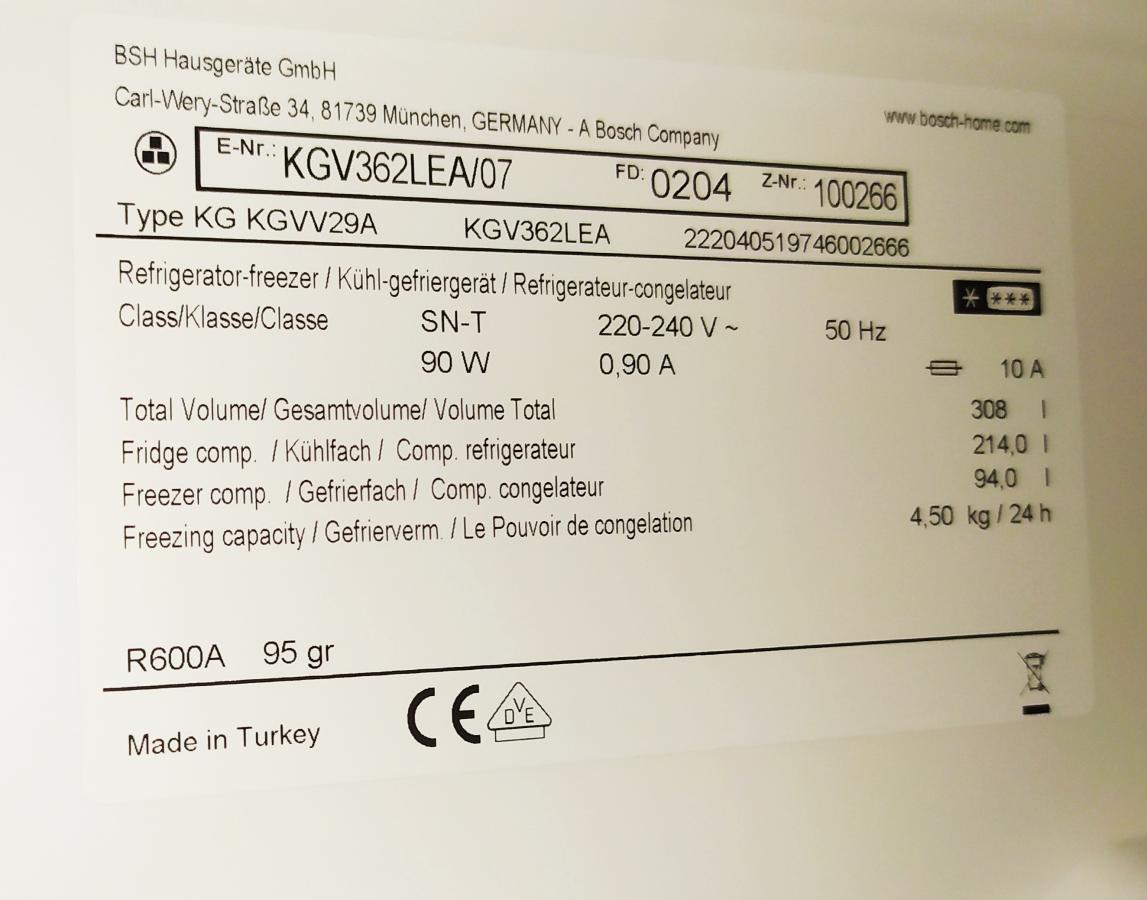 BSH Hausgeräte GmbH
Carl-Wery-Straße 34, 81739 München, GERMANY - A Bosch Company
www.bosch-home.com
E-Nr.: KGV362LEA/07 FD: 0204 Z-Nr.: 100266
Type KG KGVV29A KGV362LEA 222040519746002666
Refrigerator-freezer / Kühl-gefriergerät / Refrigerateur-congelateur
Class/Klasse/Classe SN-T 220-240 V ~ 50 Hz
90 W 0,90 A 10 A
Total Volume/ Gesamtvolume/ Volume Total 308 l
Fridge comp. / Kühlfach / Comp. refrigerateur 214,0 l
Freezer comp. / Gefrierfach / Comp. congelateur 94,0 l
Freezing capacity / Gefrierverm. / Le Pouvoir de congelation 4,50 kg / 24 h
R600A 95 gr
Made in Turkey CE DVE